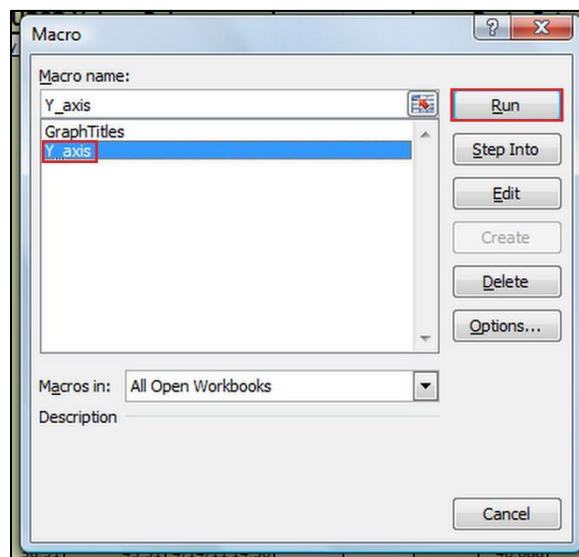 Macro
Macro name:
Y_axis
Run
GraphTitles
Y_axis
Step Into
Edit
Create
Delete
Options...
Macros in: All Open Workbooks
Description
Cancel